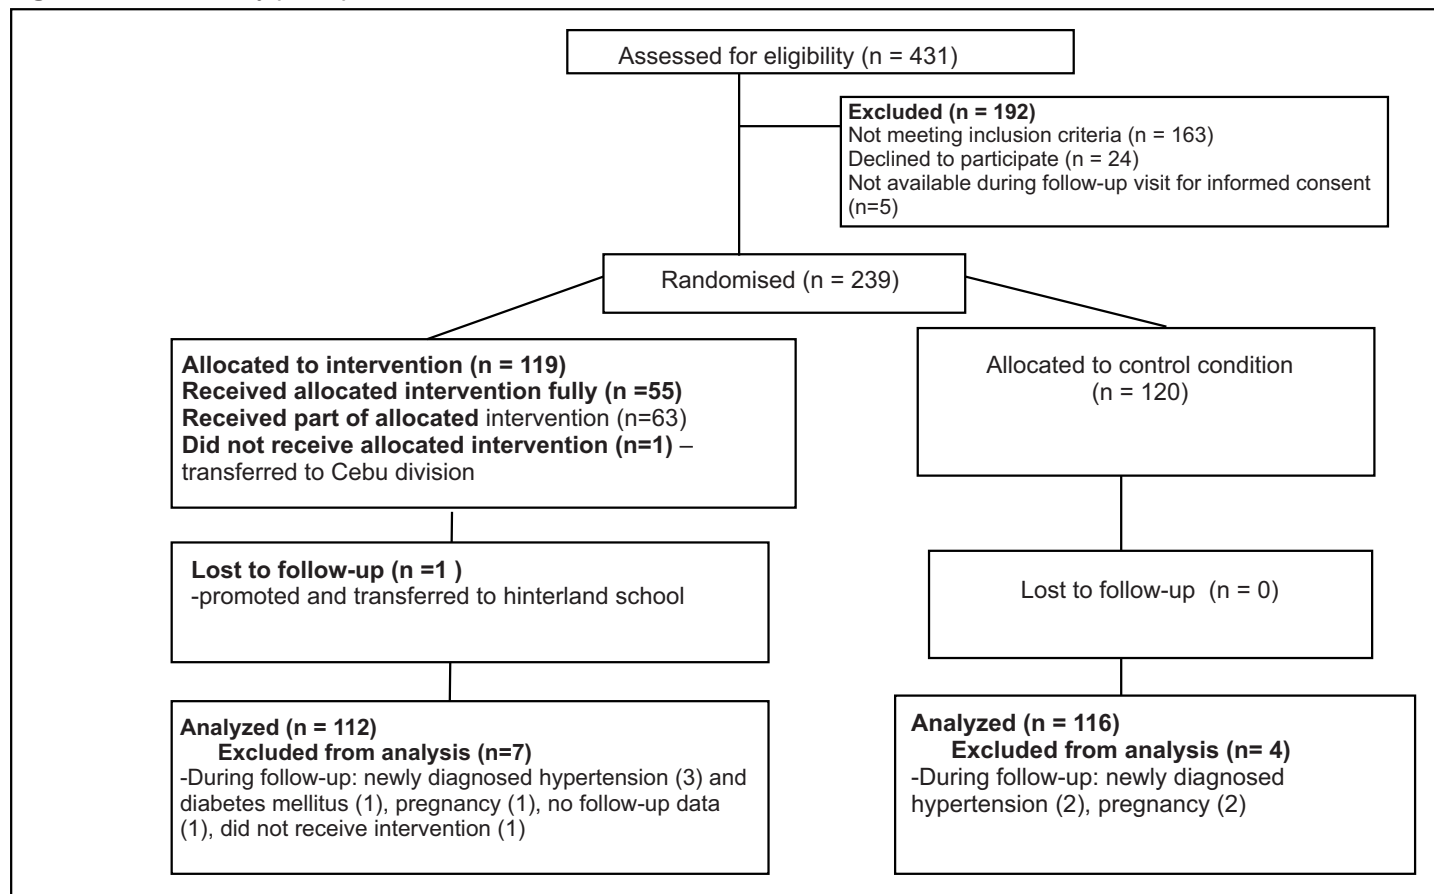 Assessed for eligibility (n = 431)
Excluded (n = 192)
Not meeting inclusion criteria (n = 163)
Declined to participate (n = 24)
Not available during follow-up visit for informed consent
(n=5)
Randomised (n = 239)
Allocated to intervention (n = 119)
Received allocated intervention fully (n =55)
Received part of allocated intervention (n=63)
Did not receive allocated intervention (n=1) –
transferred to Cebu division
Allocated to control condition
(n = 120)
Lost to follow-up (n =1 )
-promoted and transferred to hinterland school
Lost to follow-up (n = 0)
Analyzed (n = 112)
Excluded from analysis (n=7)
-During follow-up: newly diagnosed hypertension (3) and
diabetes mellitus (1), pregnancy (1), no follow-up data
(1), did not receive intervention (1)
Analyzed (n = 116)
Excluded from analysis (n= 4)
-During follow-up: newly diagnosed
hypertension (2), pregnancy (2)